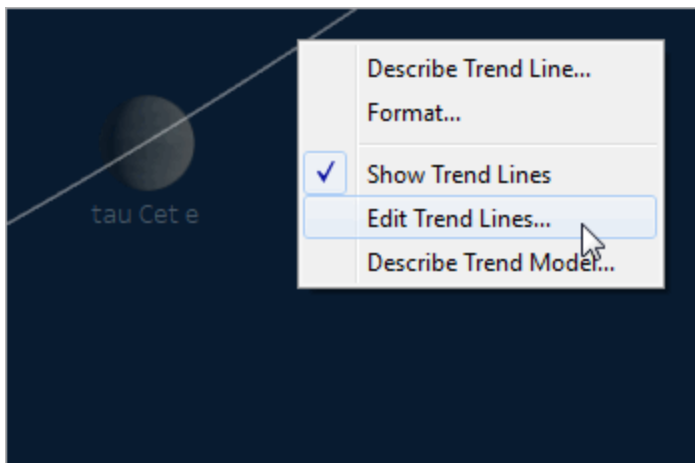 Describe Trend Line...
Format...
Show Trend Lines
Edit Trend Lines...
Describe Trend Model...
tau Cet e